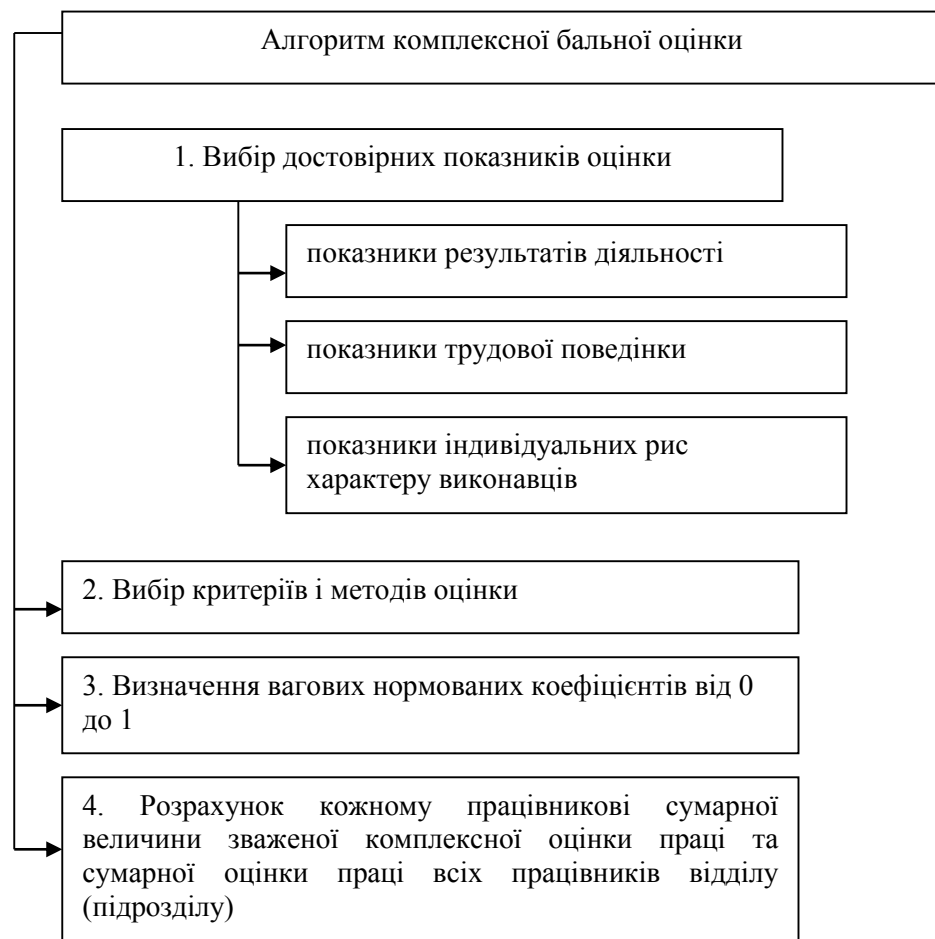 Алгоритм комплексної бальної оцінки
1. Вибір достовірних показників оцінки
показники результатів діяльності
показники трудової поведінки
показники індивідуальних рис
характеру виконавців
2. Вибір критеріїв і методів оцінки
3. Визначення вагових нормованих коефіцієнтів від 0
до 1
4. Розрахунок кожному працівникові сумарної
величини зваженої комплексної оцінки праці та
сумарної оцінки праці всіх працівників відділу
(підрозділу)